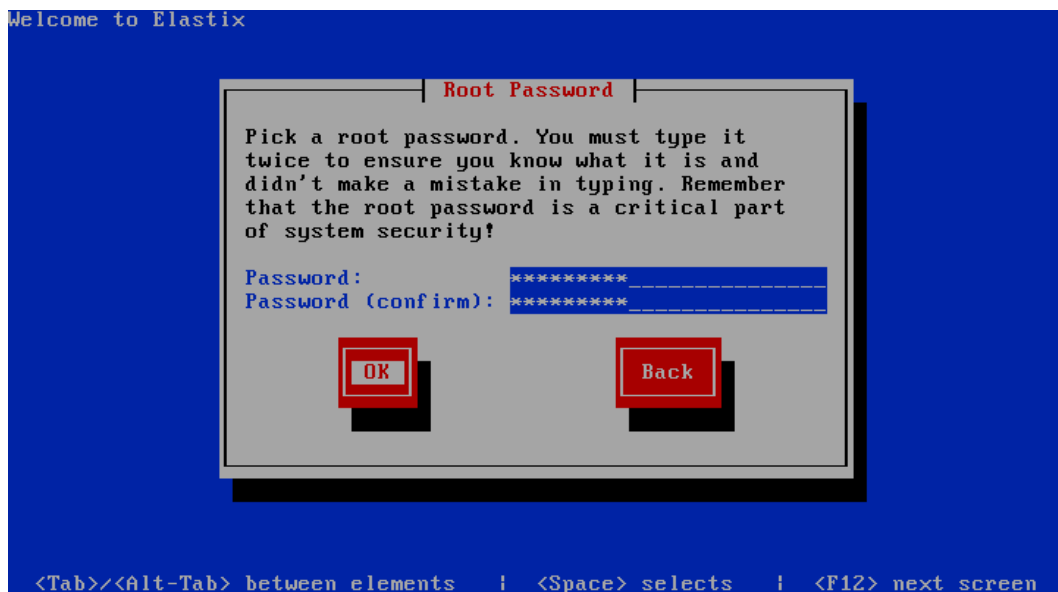 Welcome to Elastix
Root Password
Pick a root password. You must type it
twice to ensure you know what it is and
didn't make a mistake in typing. Remember
that the root password is a critical part
of system security!
Password: *********_______________
Password (confirm): *********_______________
OK Back
<Tab>/<Alt-Tab> between elements | <Space> selects | <F12> next screen